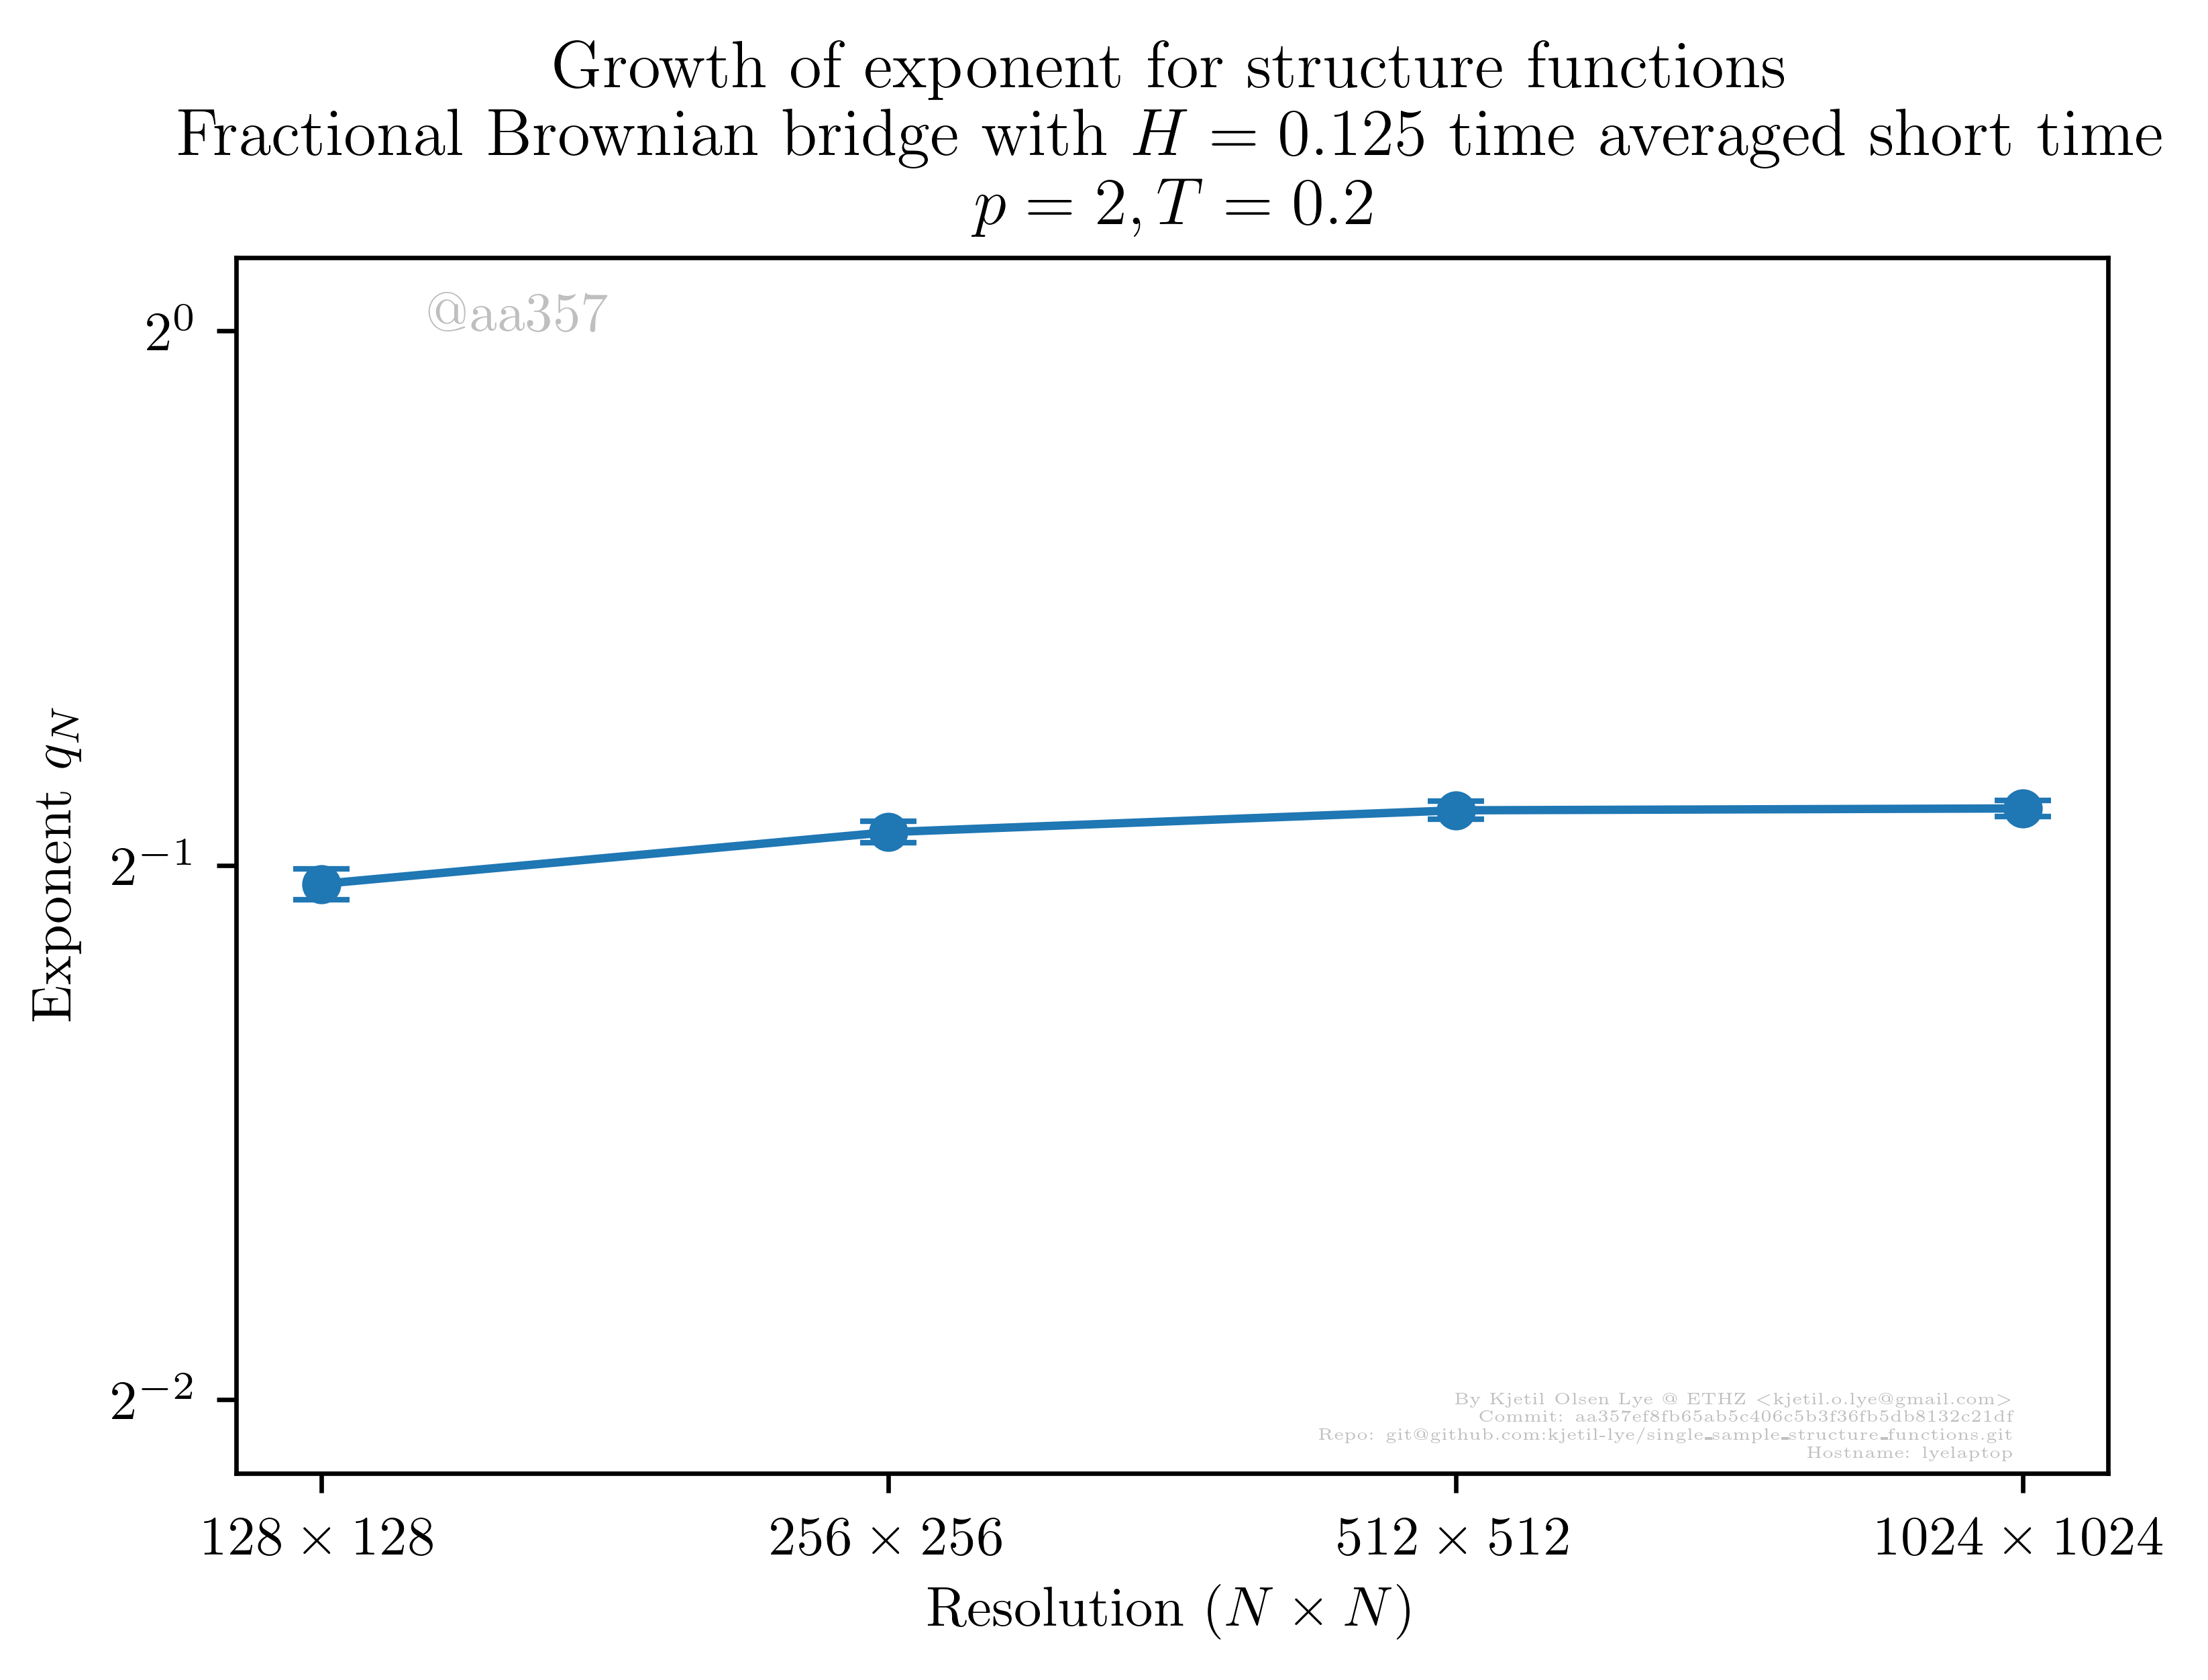 Growth of exponent for structure functions
Fractional Brownian bridge with H = 0.125 time averaged short time
p = 2, T = 0.2
@aa357
2⁰
2⁻¹
2⁻²
Exponent q_N
128 × 128
256 × 256
512 × 512
1024 × 1024
Resolution (N × N)
By Kjetil Olsen Lye @ ETHZ <kjetil.o.lye@gmail.com>
Commit: aa357ef8fb65ab5c406c5b3f36fb5db8132c21df
Repo: git@github.com:kjetil-lye/single_sample_structure_functions.git
Hostname: lyelaptop